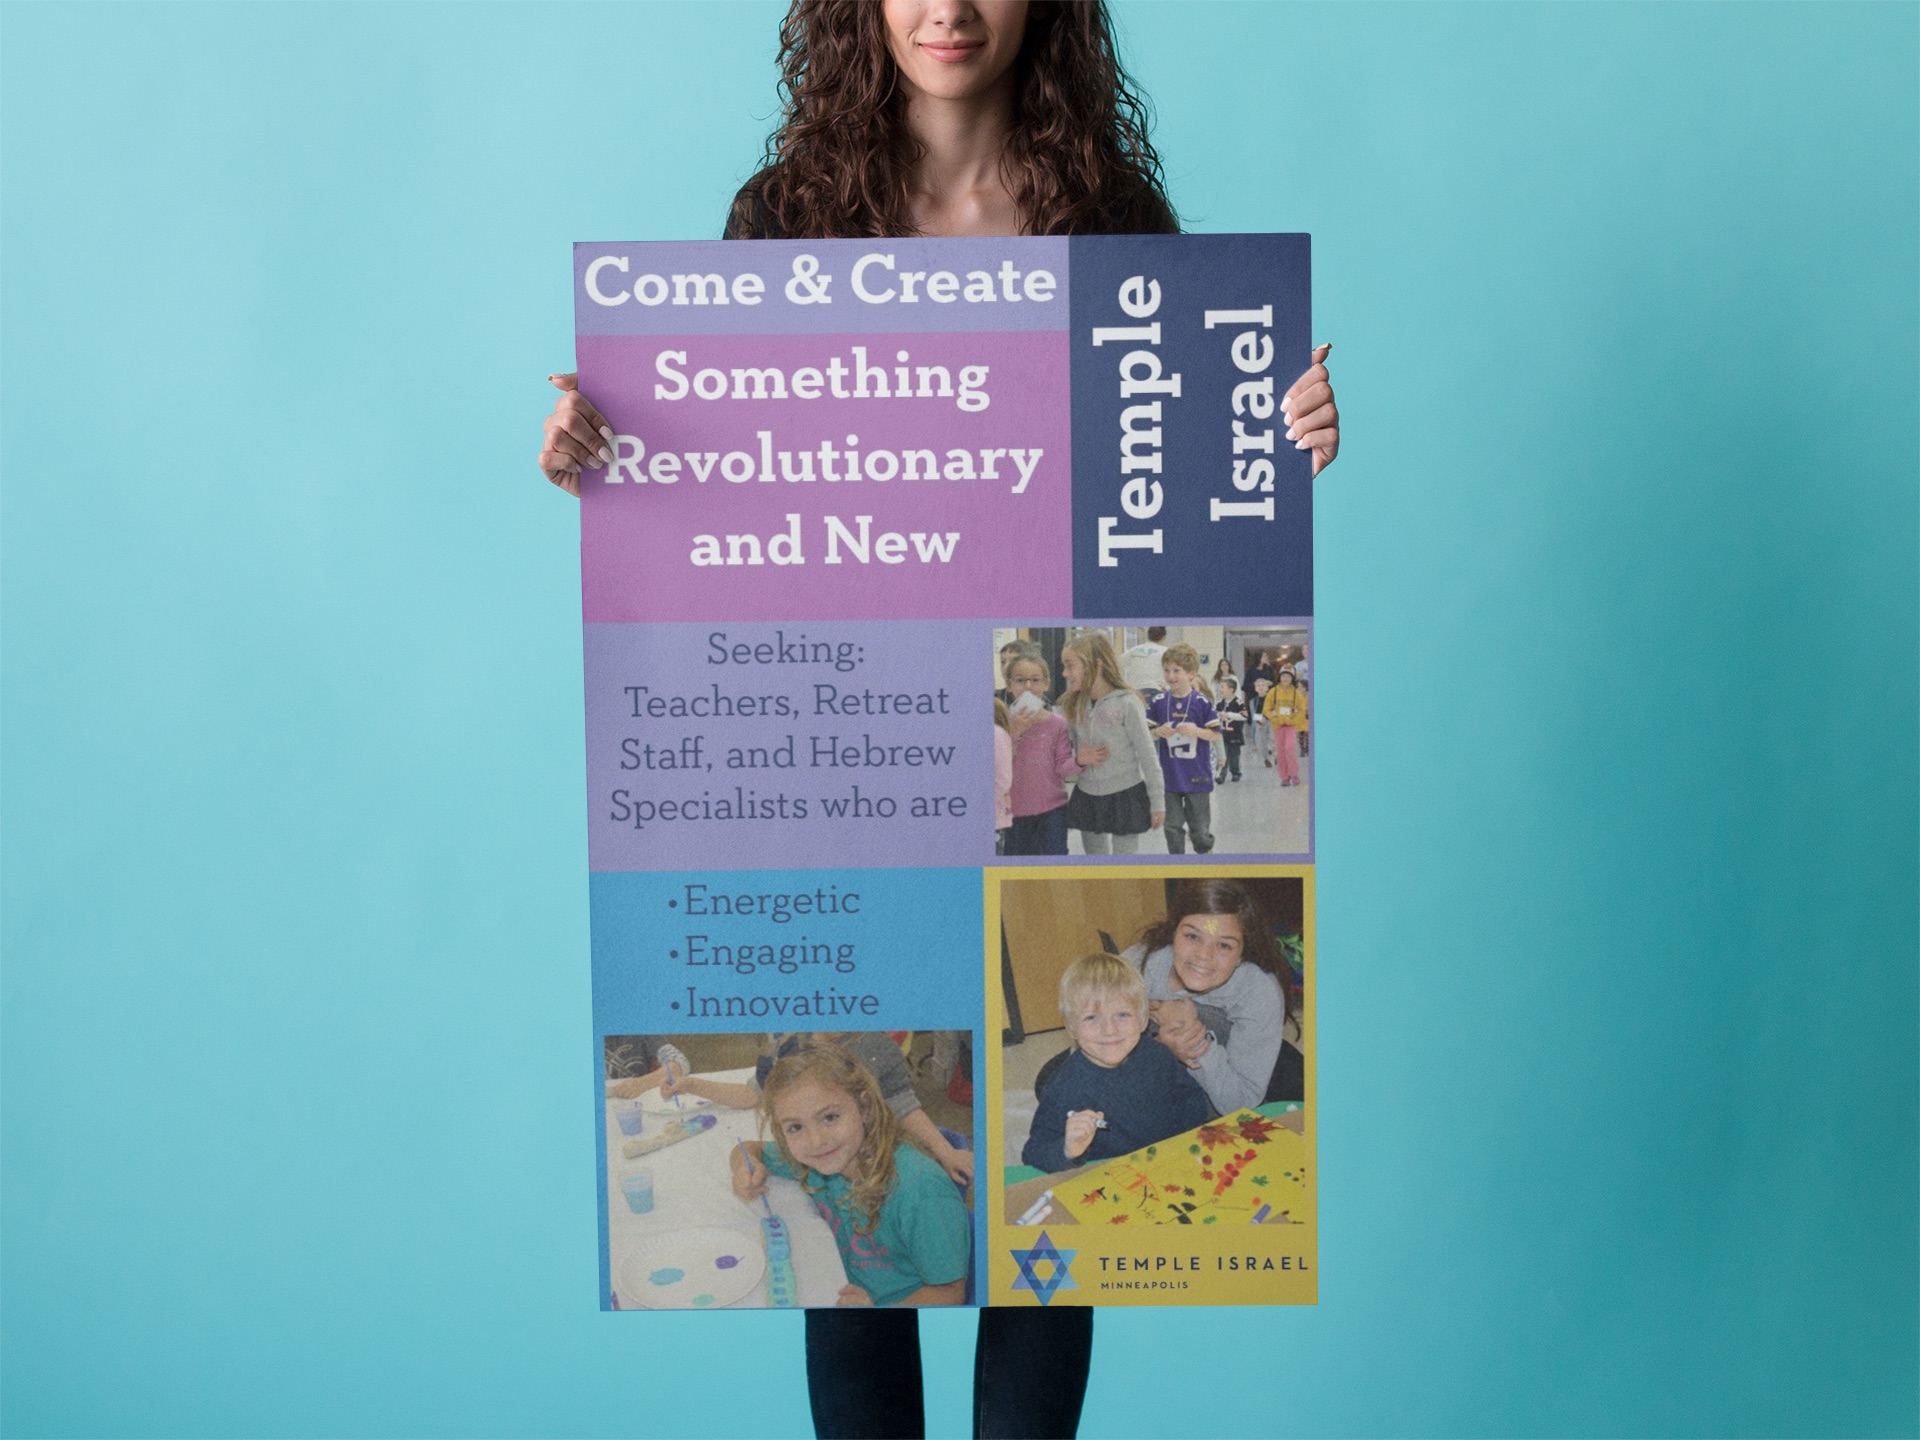 Come & Create
Something
Revolutionary
and New
Temple
Israel
Seeking:
Teachers, Retreat
Staff, and Hebrew
Specialists who are
•Energetic
•Engaging
•Innovative
TEMPLE ISRAEL
MINNEAPOLIS